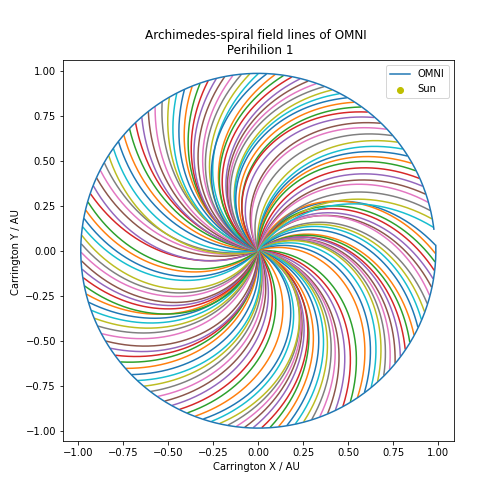 Archimedes-spiral field lines of OMNI
Perihilion 1
OMNI
Sun
Carrington Y / AU
1.00
0.75
0.50
0.25
0.00
−0.25
−0.50
−0.75
−1.00
−1.00 −0.75 −0.50 −0.25 0.00 0.25 0.50 0.75 1.00
Carrington X / AU